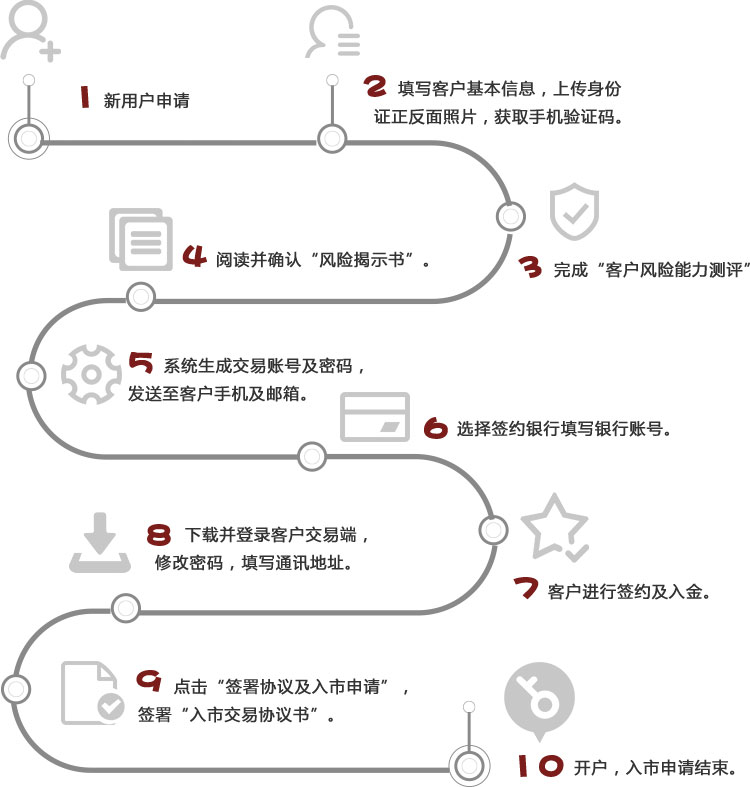 1 新用户申请
2 填写客户基本信息，上传身份
证正反面照片，获取手机验证码。
3 完成“客户风险能力测评”
4 阅读并确认“风险揭示书”。
5 系统生成交易账号及密码，
发送至客户手机及邮箱。
6 选择签约银行填写银行账号。
7 客户进行签约及入金。
8 下载并登录客户交易端，
修改密码，填写通讯地址。
9 点击“签署协议及入市申请”，
签署“入市交易协议书”。
10 开户，入市申请结束。